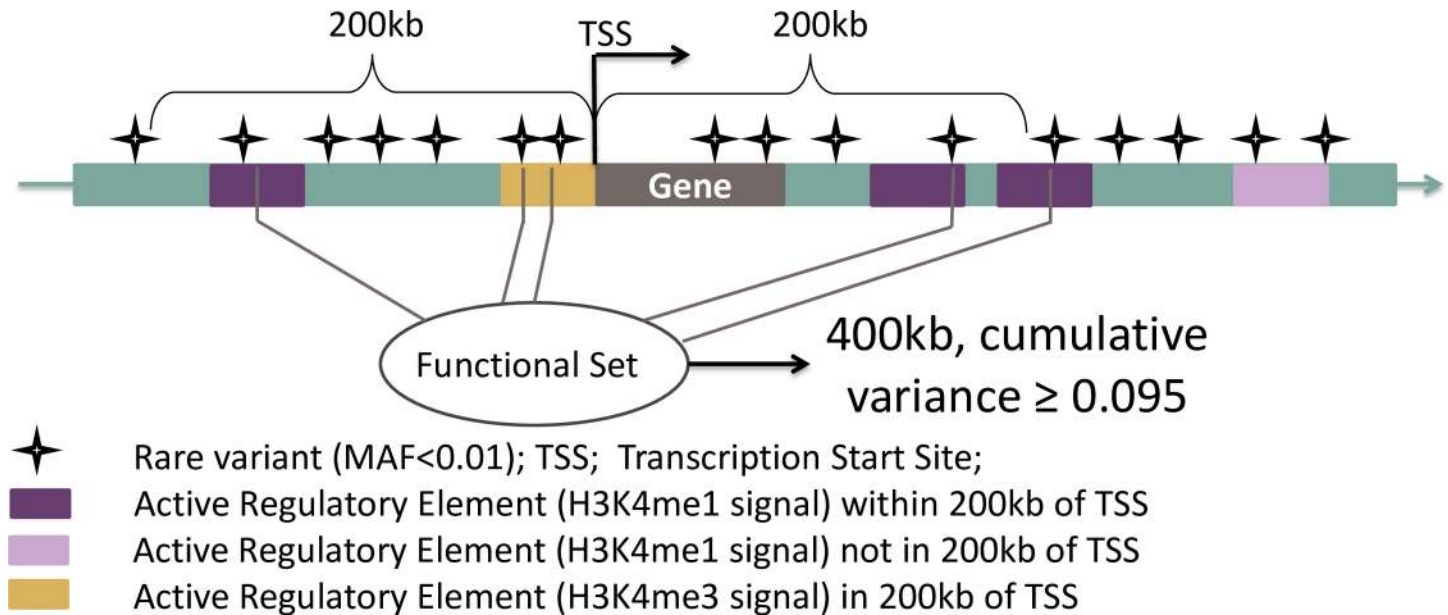 200kb
TSS
200kb
Gene
Functional Set
400kb, cumulative
variance ≥ 0.095
Rare variant (MAF<0.01); TSS; Transcription Start Site;
Active Regulatory Element (H3K4me1 signal) within 200kb of TSS
Active Regulatory Element (H3K4me1 signal) not in 200kb of TSS
Active Regulatory Element (H3K4me3 signal) in 200kb of TSS